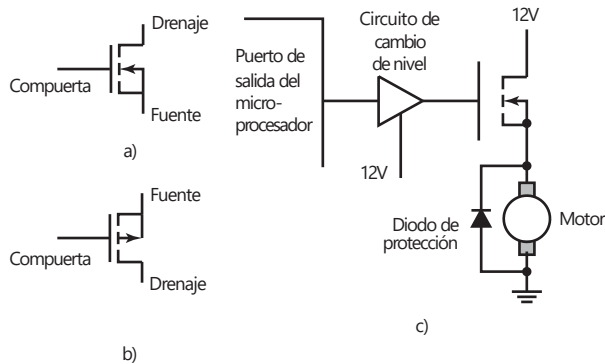 Drenaje
Compuerta
Fuente
a)
Fuente
Compuerta
Drenaje
b)
Puerto de
salida del
micro-
procesador
Circuito de
cambio
de nivel
12V
12V
Diodo de
protección
Motor
c)